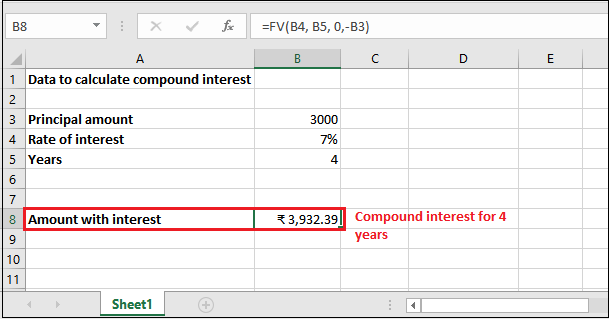 B8 fx =FV(B4, B5, 0,-B3)
A B C D E
1 Data to calculate compound interest
2
3 Principal amount 3000
4 Rate of interest 7%
5 Years 4
6
7
8 Amount with interest ₹ 3,932.39 Compound interest for 4
9 years
10
11
Sheet1